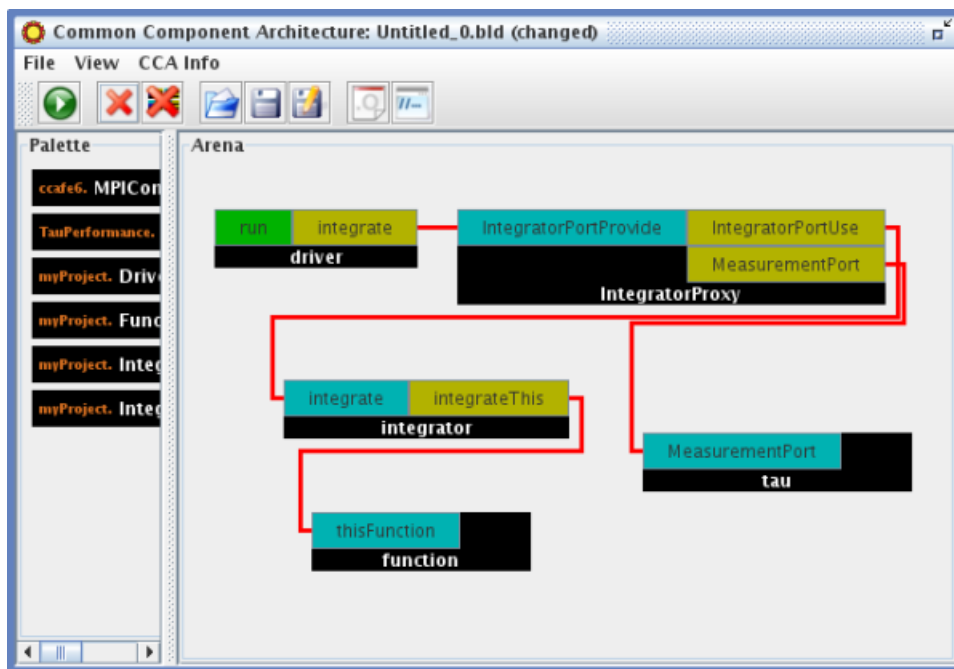 Common Component Architecture: Untitled_0.bld (changed)
File View CCA Info
Palette
Arena
ccafe6. MPICon
TauPerformance.
myProject. Drive
myProject. Func
myProject. Integ
myProject. Integ
run integrate
driver
IntegratorPortProvide IntegratorPortUse
MeasurementPort
IntegratorProxy
integrate integrateThis
integrator
MeasurementPort
tau
thisFunction
function